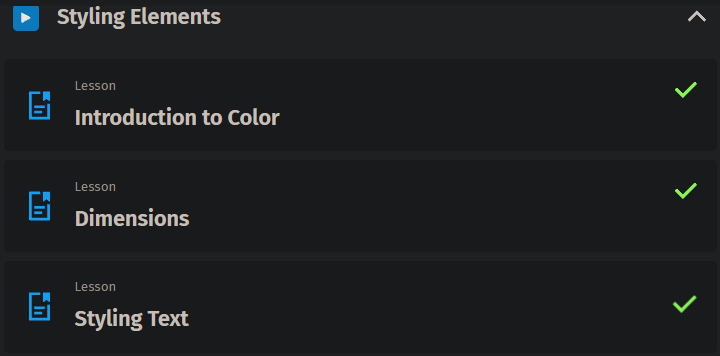 Styling Elements
Lesson
Introduction to Color
Lesson
Dimensions
Lesson
Styling Text